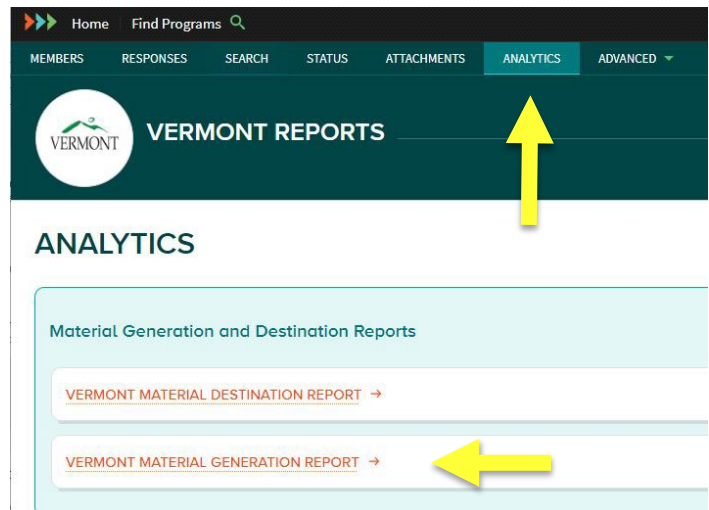 Home Find Programs
MEMBERS RESPONSES SEARCH STATUS ATTACHMENTS ANALYTICS ADVANCED
VERMONT
VERMONT REPORTS
ANALYTICS
Material Generation and Destination Reports
VERMONT MATERIAL DESTINATION REPORT →
VERMONT MATERIAL GENERATION REPORT →